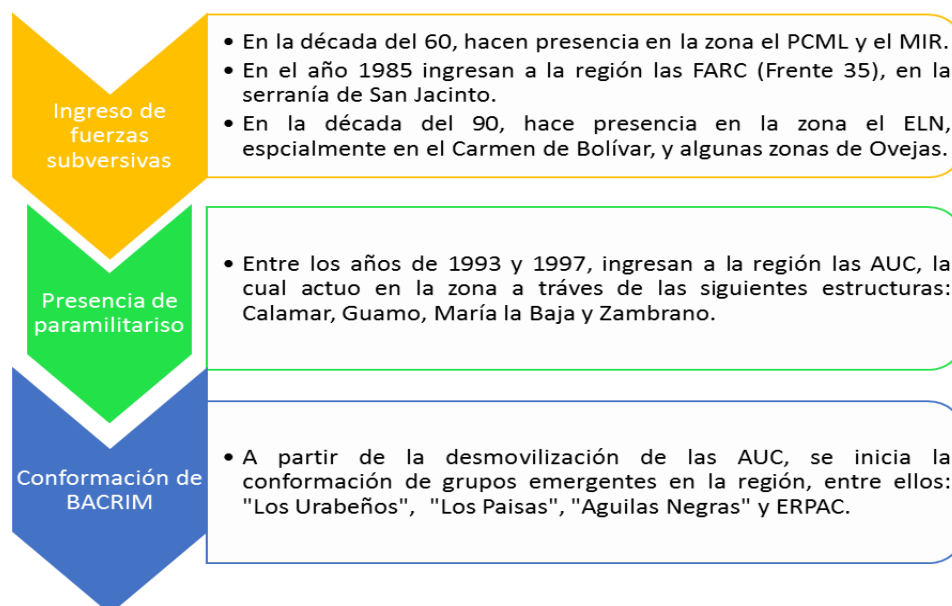 Ingreso de
fuerzas
subversivas
• En la década del 60, hacen presencia en la zona el PCML y el MIR.
• En el año 1985 ingresan a la región las FARC (Frente 35), en la
serranía de San Jacinto.
• En la década del 90, hace presencia en la zona el ELN,
espcialmente en el Carmen de Bolívar, y algunas zonas de Ovejas.
Presencia de
paramilitariso
• Entre los años de 1993 y 1997, ingresan a la región las AUC, la
cual actuo en la zona a tráves de las siguientes estructuras:
Calamar, Guamo, María la Baja y Zambrano.
Conformación de
BACRIM
• A partir de la desmovilización de las AUC, se inicia la
conformación de grupos emergentes en la región, entre ellos:
"Los Urabeños", "Los Paisas", "Aguilas Negras" y ERPAC.